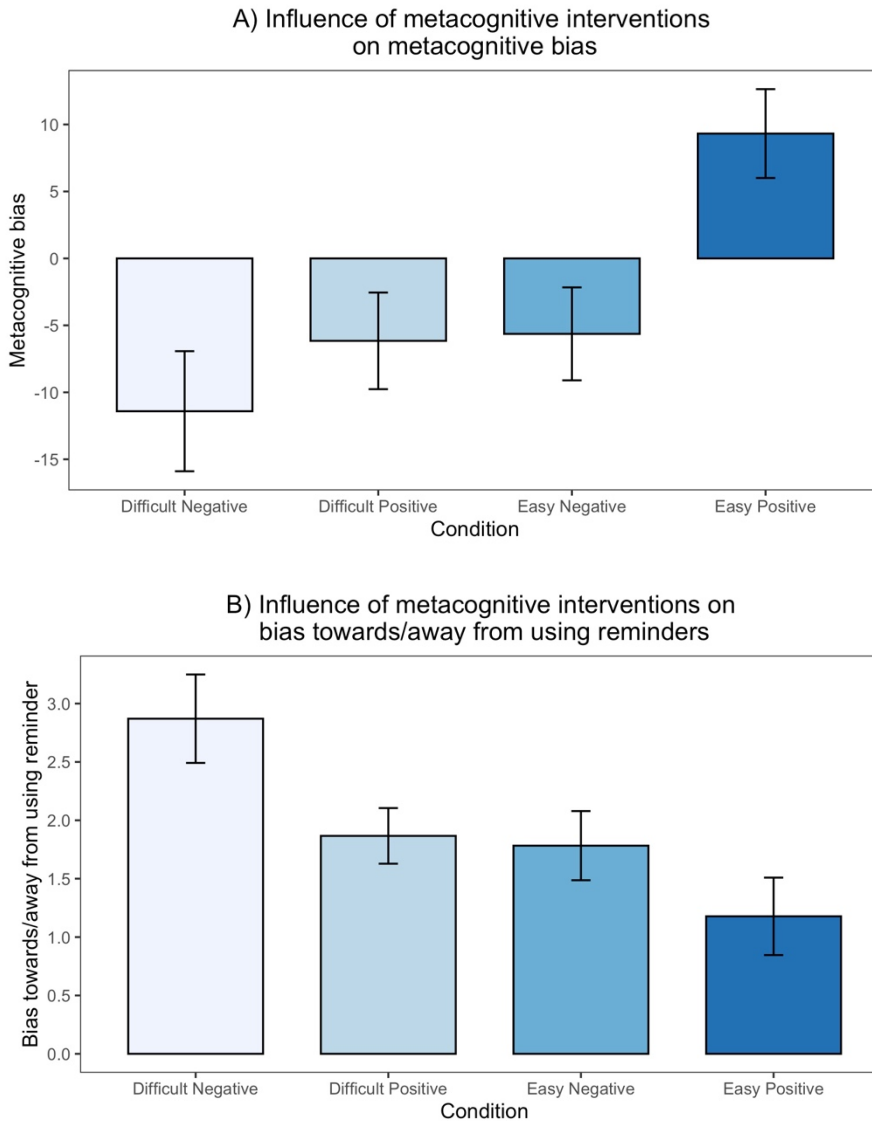 A) Influence of metacognitive interventions
on metacognitive bias
Metacognitive bias
10
5
0
-5
-10
-15
Difficult Negative
Difficult Positive
Easy Negative
Easy Positive
Condition
B) Influence of metacognitive interventions on
bias towards/away from using reminders
Bias towards/away from using reminder
3.0
2.5
2.0
1.5
1.0
0.5
0.0
Difficult Negative
Difficult Positive
Easy Negative
Easy Positive
Condition